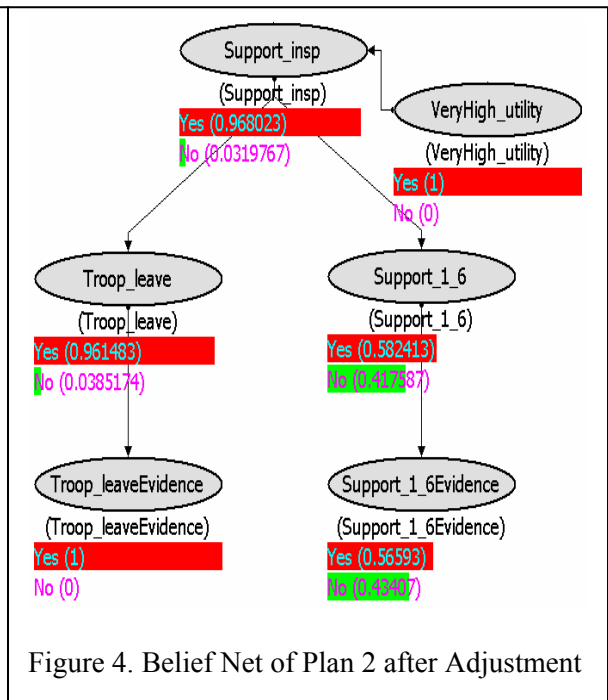 Support_insp
(Support_insp)
Yes (0.968023)
No (0.0319767)
VeryHigh_utility
(VeryHigh_utility)
Yes (1)
No (0)
Troop_leave
(Troop_leave)
Yes (0.961483)
No (0.0385174)
Support_1_6
(Support_1_6)
Yes (0.582413)
No (0.417587)
Troop_leaveEvidence
(Troop_leaveEvidence)
Yes (1)
No (0)
Support_1_6Evidence
(Support_1_6Evidence)
Yes (0.56593)
No (0.43407)
Figure 4. Belief Net of Plan 2 after Adjustment